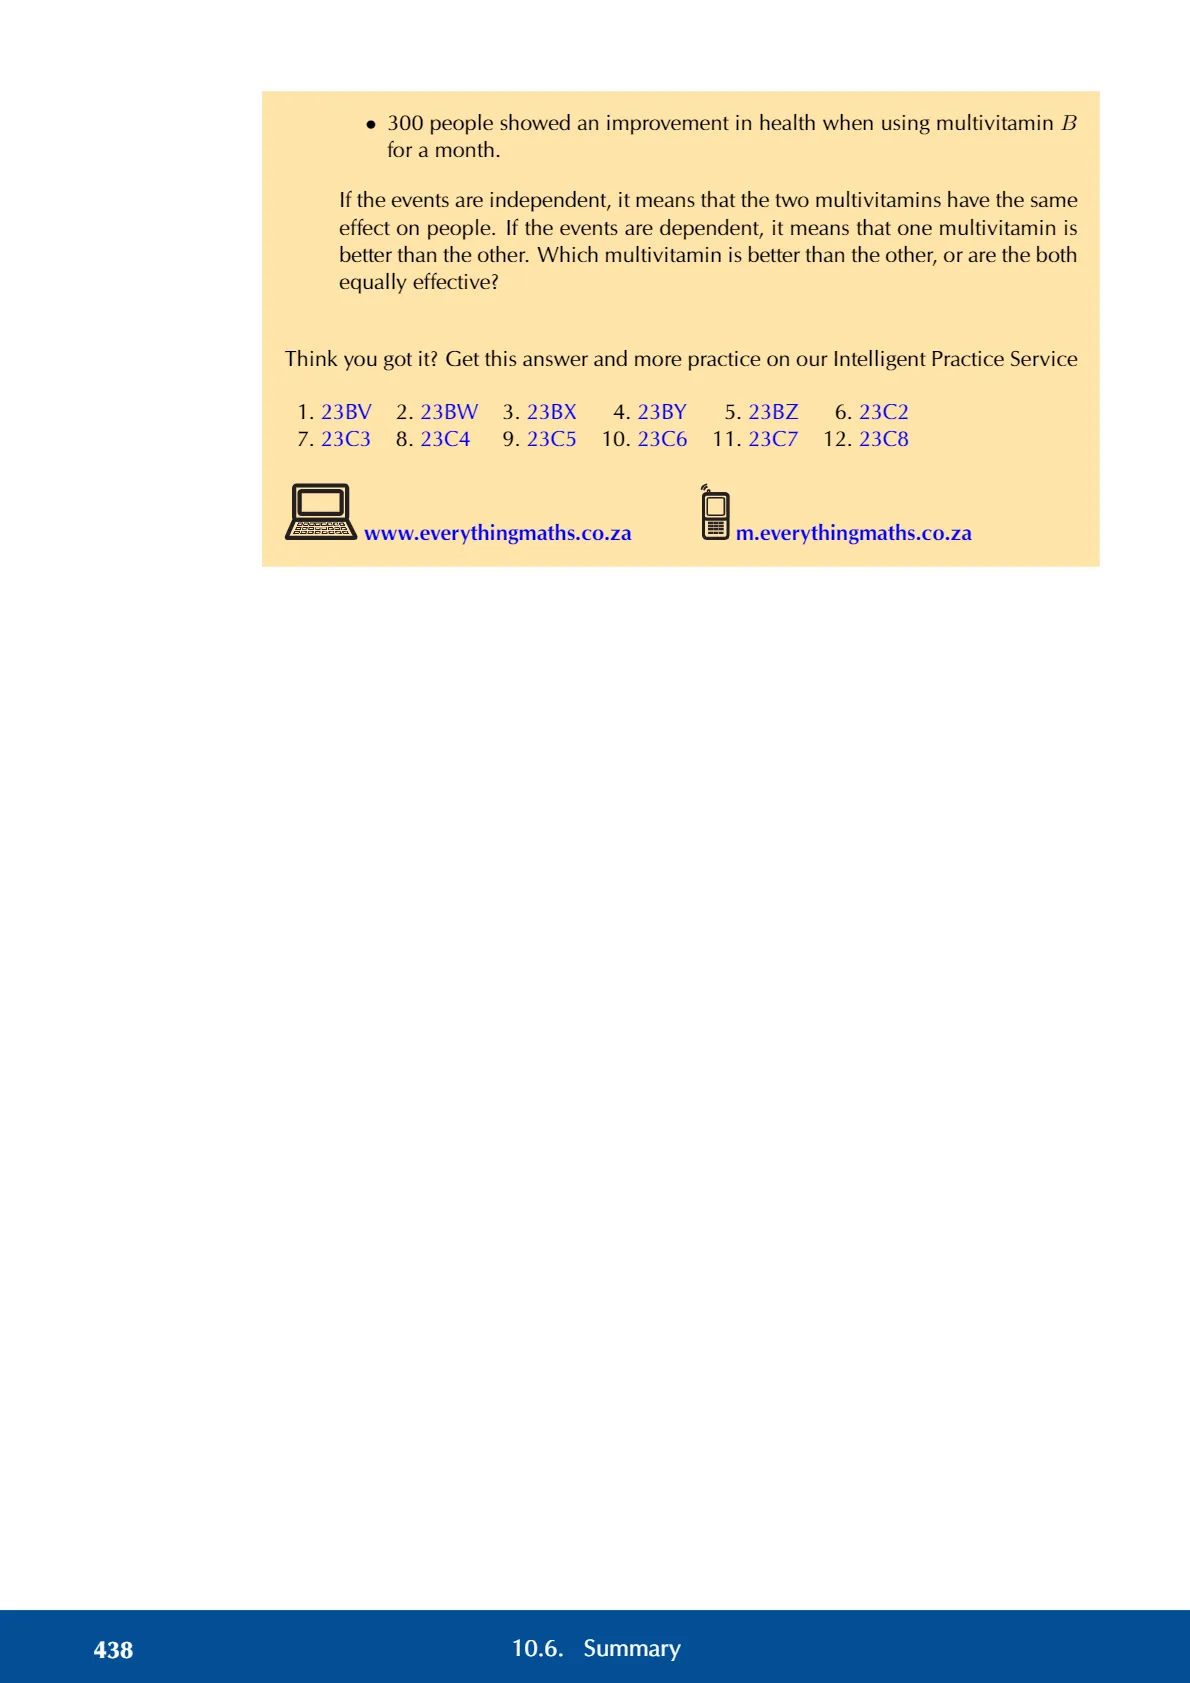 • 300 people showed an improvement in health when using multivitamin B
for a month.
If the events are independent, it means that the two multivitamins have the same
effect on people. If the events are dependent, it means that one multivitamin is
better than the other. Which multivitamin is better than the other, or are the both
equally effective?
Think you got it? Get this answer and more practice on our Intelligent Practice Service
1. 23BV 2. 23BW 3. 23BX 4. 23BY 5. 23BZ 6. 23C2
7. 23C3 8. 23C4 9. 23C5 10. 23C6 11. 23C7 12. 23C8
www.everythingmaths.co.za m.everythingmaths.co.za
438 10.6. Summary